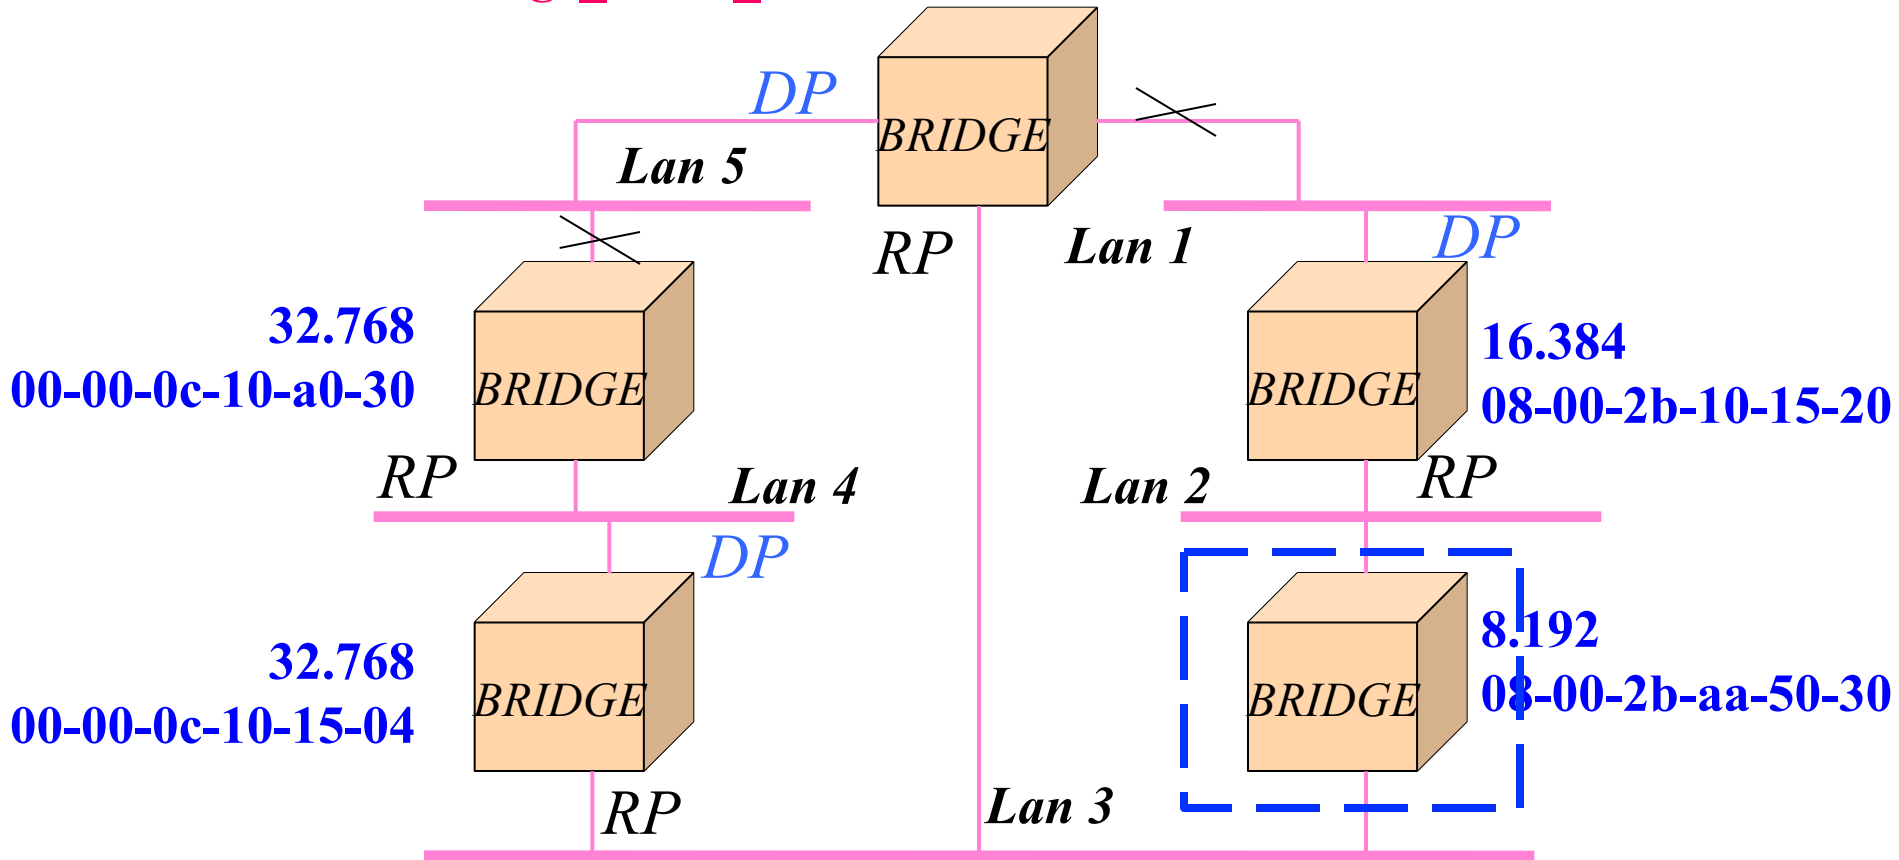 DP
BRIDGE
Lan 5
RP
Lan 1
DP
32.768
00-00-0c-10-a0-30
BRIDGE
BRIDGE
16.384
08-00-2b-10-15-20
RP
Lan 4
Lan 2
RP
DP
32.768
00-00-0c-10-15-04
BRIDGE
BRIDGE
8.192
08-00-2b-aa-50-30
RP
Lan 3